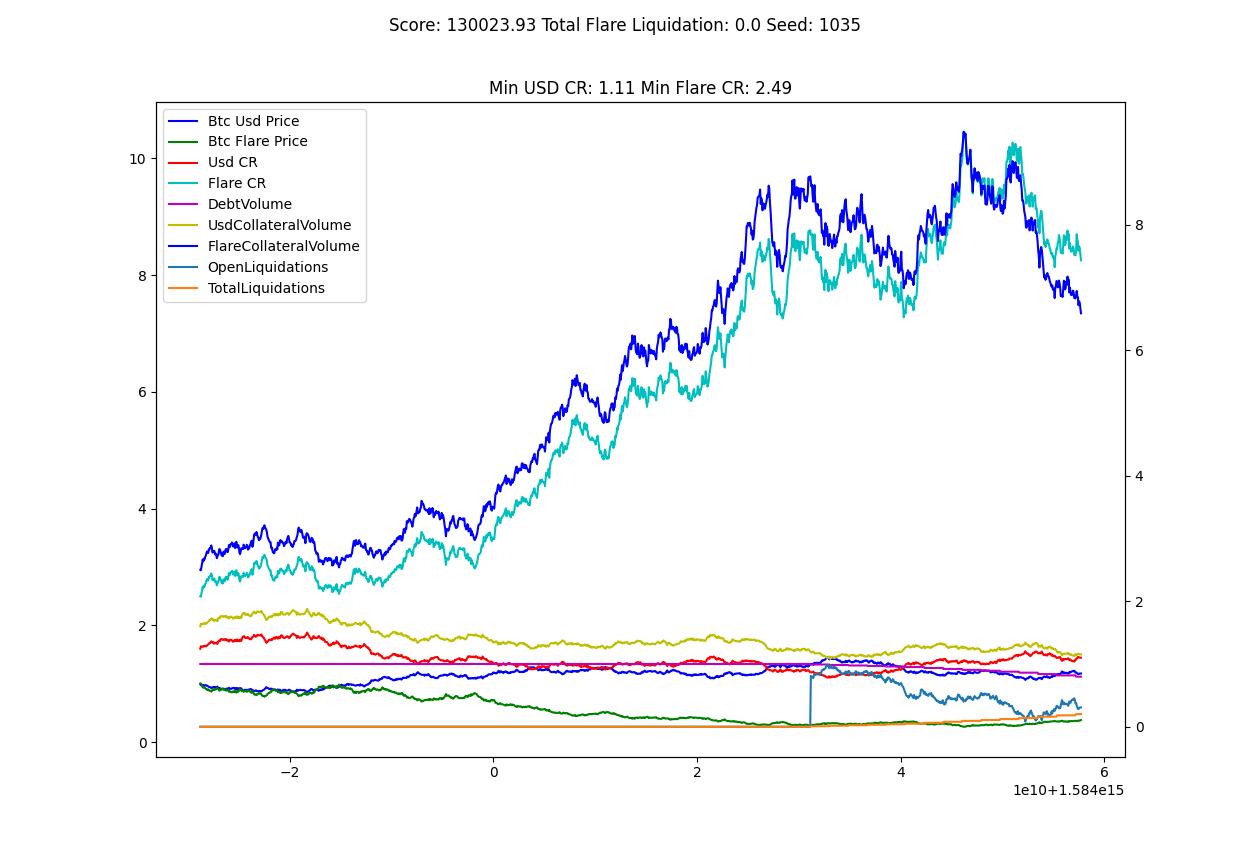 Score: 130023.93 Total Flare Liquidation: 0.0 Seed: 1035
Min USD CR: 1.11 Min Flare CR: 2.49
Btc Usd Price
Btc Flare Price
Usd CR
Flare CR
DebtVolume
UsdCollateralVolume
FlareCollateralVolume
OpenLiquidations
TotalLiquidations
10
8
6
4
2
0
8
6
4
2
0
−2
0
2
4
6
1e10+1.584e15